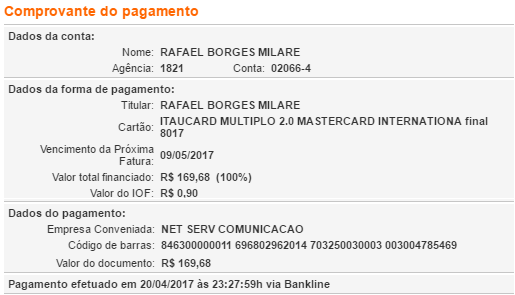 Comprovante do pagamento
Dados da conta:
Nome: RAFAEL BORGES MILARE
Agência: 1821 Conta: 02066-4
Dados da forma de pagamento:
Titular: RAFAEL BORGES MILARE
Cartão: ITAUCARD MULTIPLO 2.0 MASTERCARD INTERNATIONA final
8017
Vencimento da Próxima
Fatura: 09/05/2017
Valor total financiado: R$ 169,68 (100%)
Valor do IOF: R$ 0,90
Dados do pagamento:
Empresa Conveniada: NET SERV COMUNICACAO
Código de barras: 846300000011 696802962014 703250030003 003004785469
Valor do documento: R$ 169,68
Pagamento efetuado em 20/04/2017 às 23:27:59h via Bankline